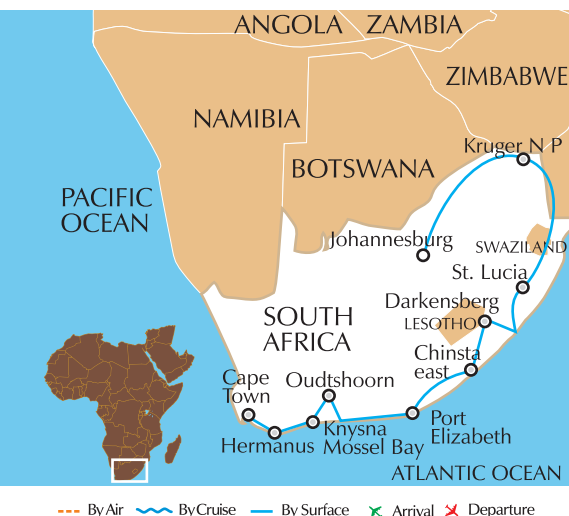 ANGOLA ZAMBIA
ZIMBABWE
NAMIBIA
Kruger N P
BOTSWANA
PACIFIC
OCEAN
Johannesburg
SWAZILAND
St. Lucia
Darkensberg
SOUTH
AFRICA
LESOTHO
Chinsta
east
Cape
Town
Oudtshoorn
Port
Elizabeth
Knysna
Mossel Bay
Hermanus
ATLANTIC OCEAN
By Air By Cruise By Surface Arrival Departure